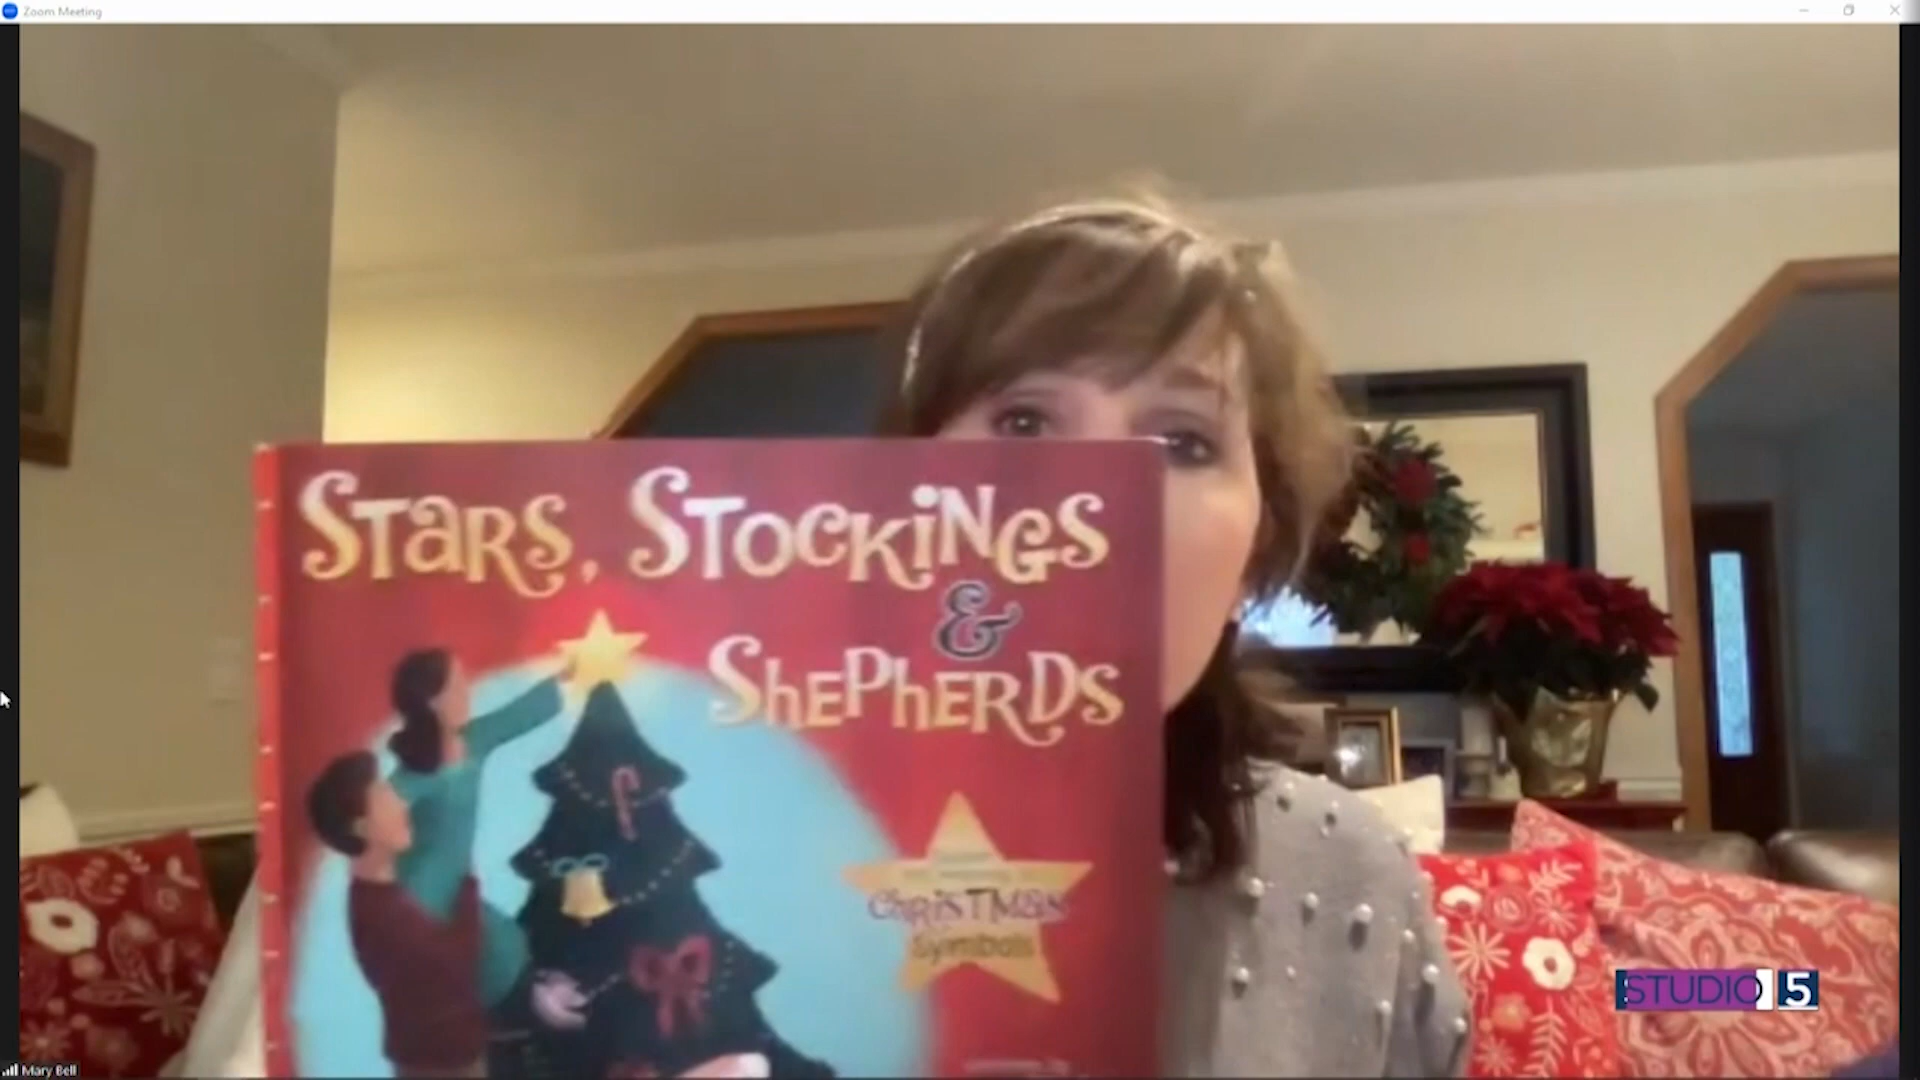 Zoom Meeting
STARS, STOCKINGS
&
SHEPHERDS
CHRISTMAS
Symbols
STUDIO 5
Mary Bell